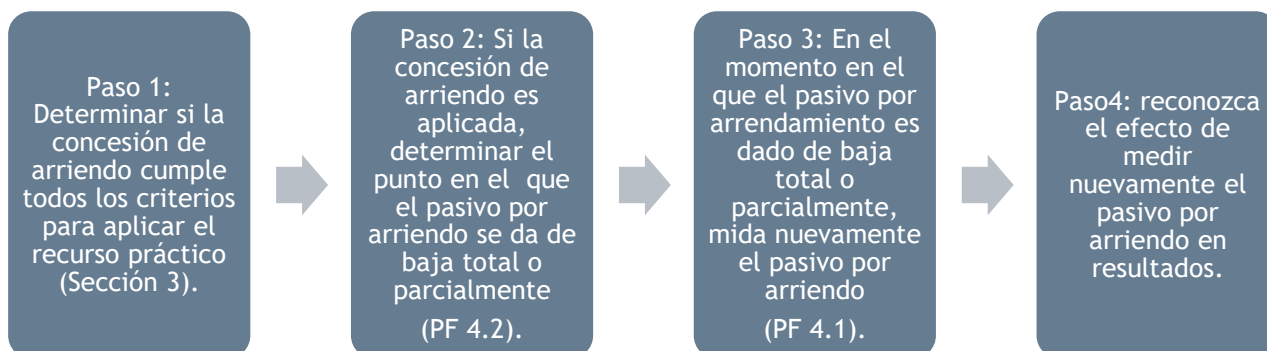 Paso 1:
Determinar si la
concesión de
arriendo cumple
todos los criterios
para aplicar el
recurso práctico
(Sección 3).
Paso 2: Si la
concesión de
arriendo es
aplicada,
determinar el
punto en el que
el pasivo por
arriendo se da de
baja total o
parcialmente
(PF 4.2).
Paso 3: En el
momento en el
que el pasivo por
arrendamiento es
dado de baja
total o
parcialmente,
mida nuevamente
el pasivo por
arriendo
(PF 4.1).
Paso4: reconozca
el efecto de
medir
nuevamente el
pasivo por
arriendo en
resultados.